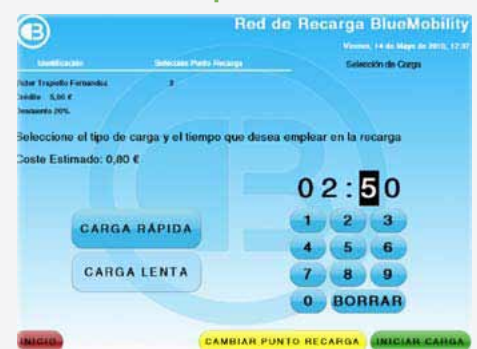 Red de Recarga BlueMobility
Viernes, 14 de Mayo de 2010, 17:37
Identificación
Seleccione Punto Recarga
Selección de Carga
Trapiello Fernández
3
Crédito 5,00 €
Descuento 20%
Seleccione el tipo de carga y el tiempo que desea emplear en la recarga
Coste Estimado: 0,80 €
02:50
CARGA RÁPIDA
CARGA LENTA
1 2 3
4 5 6
7 8 9
0 BORRAR
INICIO
CAMBIAR PUNTO RECARGA
INICIAR CARGA